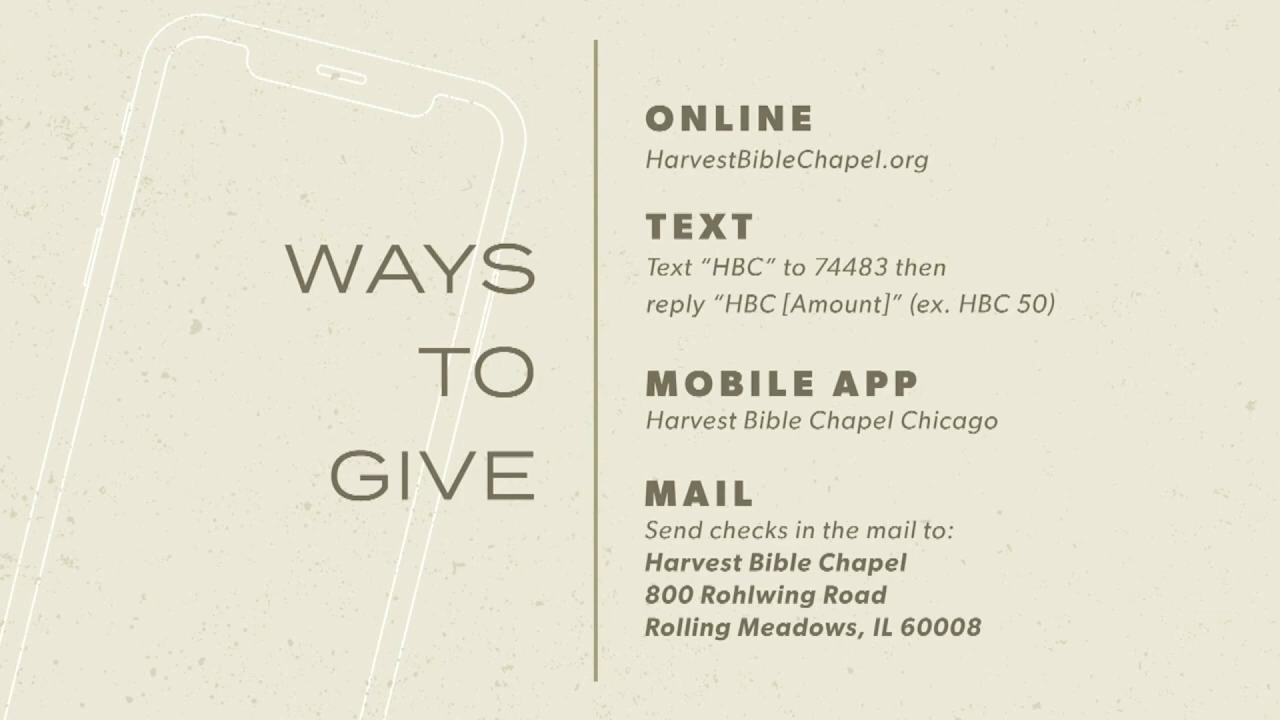 WAYS
TO
GIVE
ONLINE
HarvestBibleChapel.org
TEXT
Text “HBC” to 74483 then
reply “HBC [Amount]” (ex. HBC 50)
MOBILE APP
Harvest Bible Chapel Chicago
MAIL
Send checks in the mail to:
Harvest Bible Chapel
800 Rohlwing Road
Rolling Meadows, IL 60008